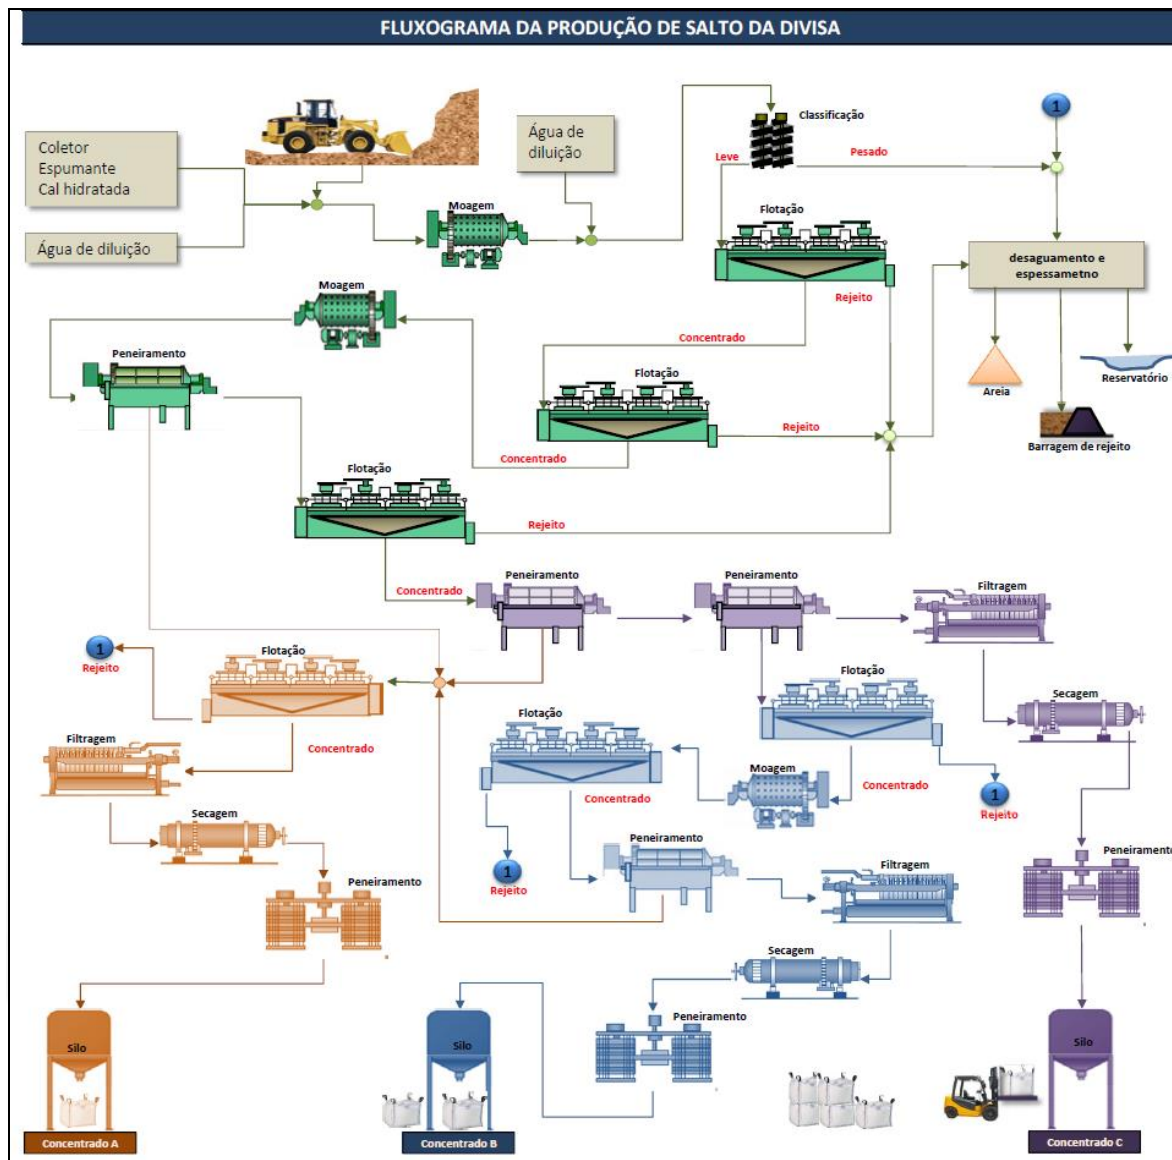 FLUXOGRAMA DA PRODUÇÃO DE SALTO DA DIVISA
Coletor
Espumante
Cal hidratada
Água de diluição
Água de
diluição
Moagem
Classificação
Leve
Pesado
1
Flotação
Rejeito
desaguamento e
espessametno
Areia
Reservatório
Barragem de rejeito
Moagem
Concentrado
Peneiramento
Flotação
Rejeito
Concentrado
Flotação
Rejeito
Concentrado
Peneiramento
Peneiramento
Filtragem
1
Rejeito
Flotação
Concentrado
Filtragem
Secagem
Peneiramento
Flotação
Concentrado
1
Rejeito
Secagem
Moagem
Flotação
Concentrado
1
Rejeito
Peneiramento
Filtragem
Peneiramento
Secagem
Peneiramento
Silo
Silo
Silo
Concentrado A
Concentrado B
Concentrado C